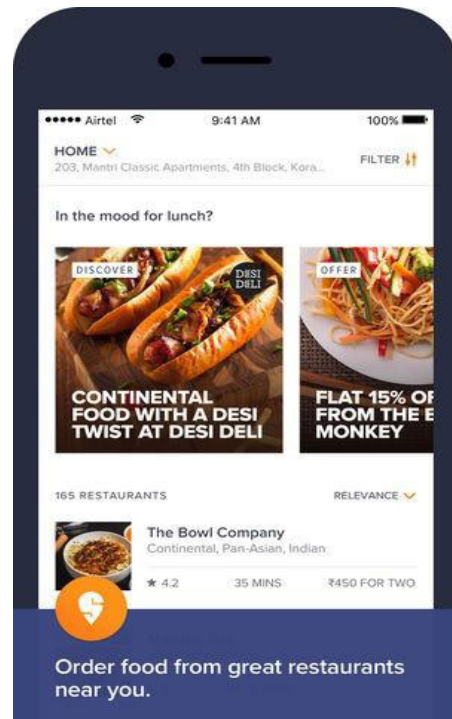 Airtel 9:41 AM 100%
HOME FILTER
203, Mantri Classic Apartments, 4th Block, Kora...
In the mood for lunch?
DISCOVER
DESI
DELI
CONTINENTAL
FOOD WITH A DESI
TWIST AT DESI DELI
OFFER
FLAT 15% OF
FROM THE B
MONKEY
165 RESTAURANTS RELEVANCE
The Bowl Company
Continental, Pan-Asian, Indian
★ 4.2 35 MINS ₹450 FOR TWO
Order food from great restaurants
near you.